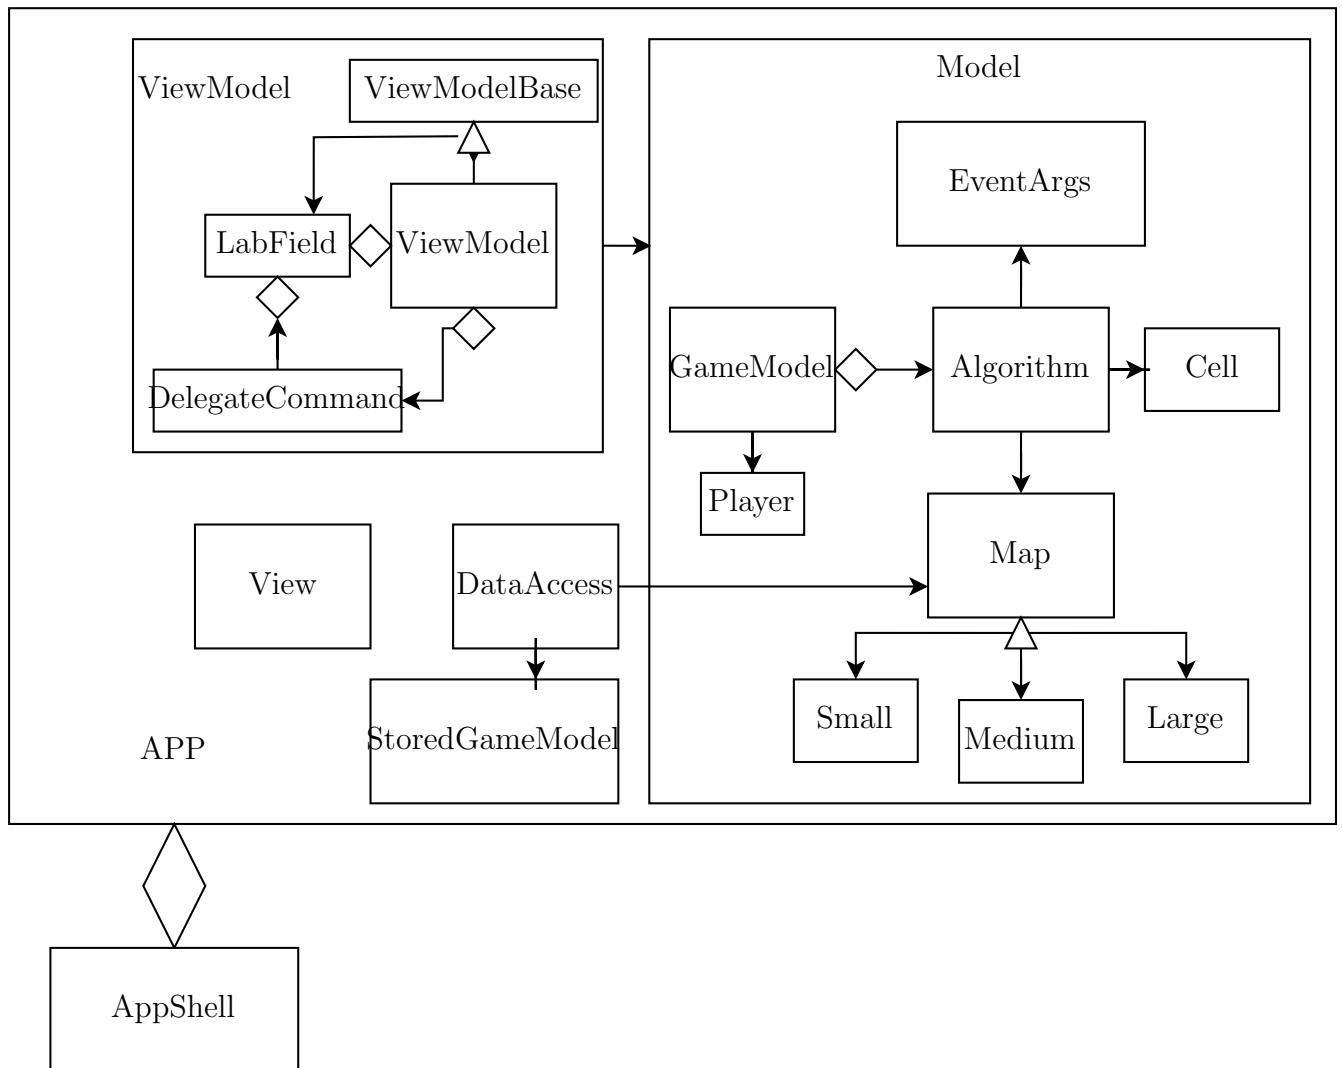 Model
ViewModel
ViewModelBase
EventArgs
LabField
ViewModel
GameModel
Algorithm
Cell
DelegateCommand
Player
Map
View
DataAccess
Small
Medium
Large
StoredGameModel
APP
AppShell